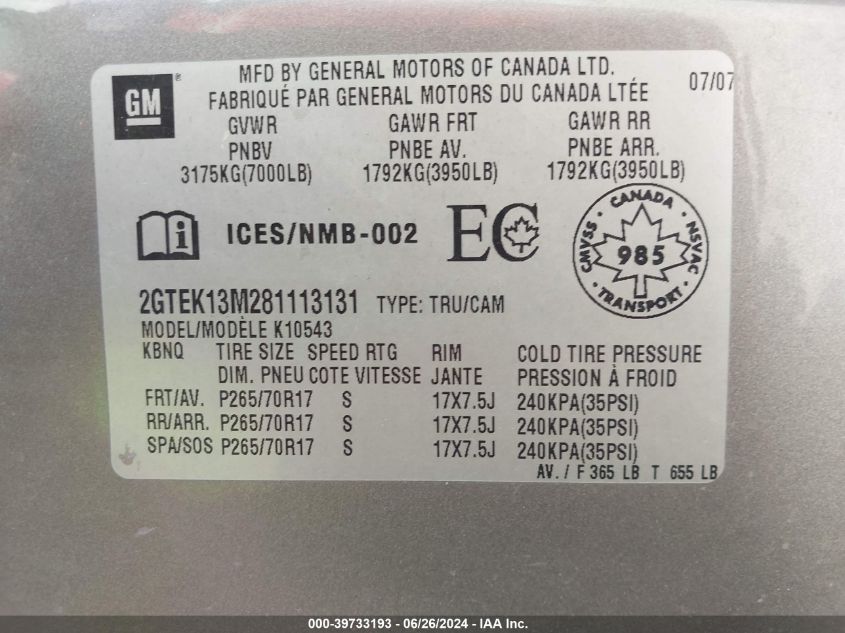 GM ®
MFD BY GENERAL MOTORS OF CANADA LTD. 07/07
FABRIQUÉ PAR GENERAL MOTORS DU CANADA LTÉE
GVWR GAWR FRT GAWR RR
PNBV PNBE AV. PNBE ARR.
3175KG(7000LB) 1792KG(3950LB) 1792KG(3950LB)
i ICES/NMB-002 EC
CMVSS • CANADA • NSVAC • TRANSPORT •
985
2GTEK13M281113131 TYPE: TRU/CAM
MODEL/MODÈLE K10543
KBNQ TIRE SIZE SPEED RTG RIM COLD TIRE PRESSURE
DIM. PNEU COTE VITESSE JANTE PRESSION À FROID
FRT/AV. P265/70R17 S 17X7.5J 240KPA(35PSI)
RR/ARR. P265/70R17 S 17X7.5J 240KPA(35PSI)
SPA/SOS P265/70R17 S 17X7.5J 240KPA(35PSI)
AV. / F 365 LB T 655 LB
000-39733193 - 06/26/2024 - IAA Inc.